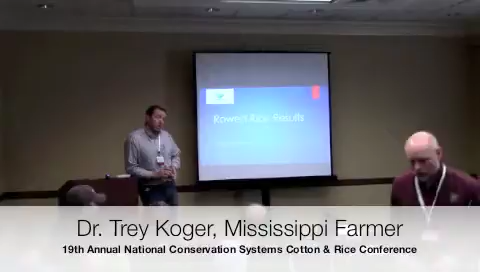 Rowed Rice Results
Dr. Trey Koger, Mississippi Farmer
19th Annual National Conservation Systems Cotton & Rice Conference